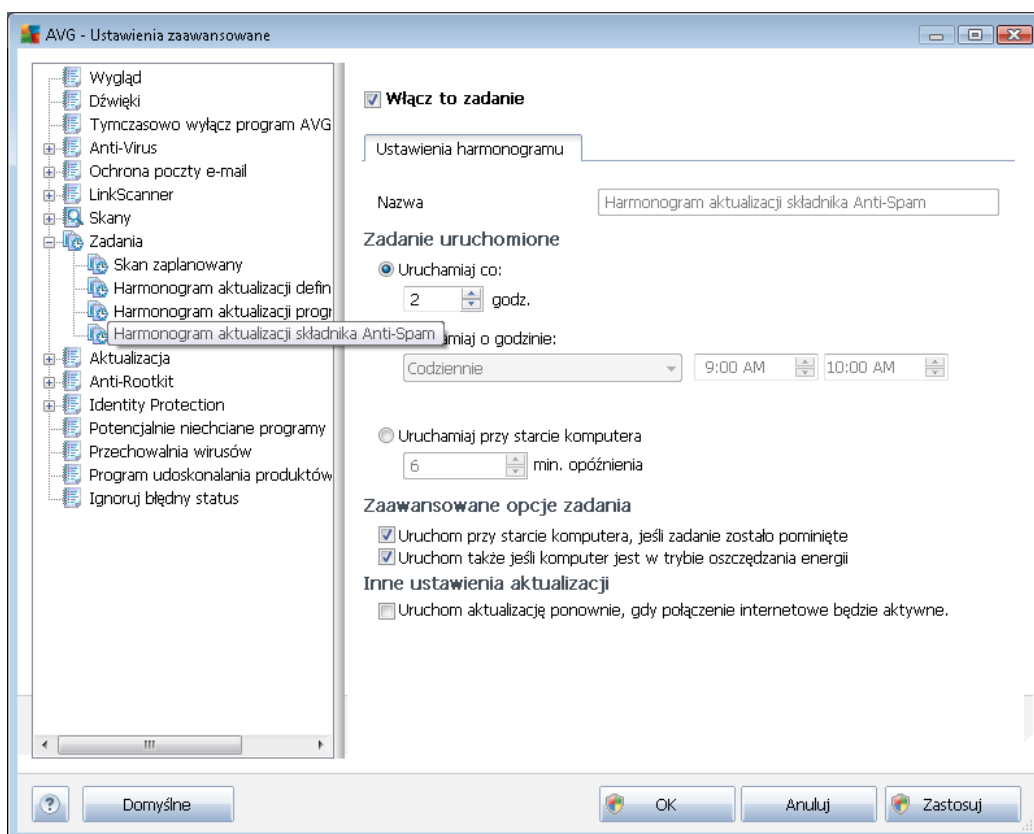 AVG - Ustawienia zaawansowane
Wygląd
Dźwięki
Tymczasowo wyłącz program AVG
Anti-Virus
Ochrona poczty e-mail
LinkScanner
Skany
Zadania
Skan zaplanowany
Harmonogram aktualizacji defin
Harmonogram aktualizacji progr
Harmonogram aktualizacji składnika Anti-Spam
Aktualizacja
Anti-Rootkit
Identity Protection
Potencjalnie niechciane programy
Przechowalnia wirusów
Program udoskonalania produktów
Ignoruj błędny status
Włącz to zadanie
Ustawienia harmonogramu
Nazwa Harmonogram aktualizacji składnika Anti-Spam
Zadanie uruchomione
Uruchamiaj co:
2 godz.
amiaj o godzinie:
Codziennie 9:00 AM 10:00 AM
Uruchamiaj przy starcie komputera
6 min. opóźnienia
Zaawansowane opcje zadania
Uruchom przy starcie komputera, jeśli zadanie zostało pominięte
Uruchom także jeśli komputer jest w trybie oszczędzania energii
Inne ustawienia aktualizacji
Uruchom aktualizację ponownie, gdy połączenie internetowe będzie aktywne.
? Domyślne OK Anuluj Zastosuj